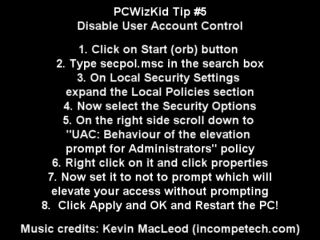 PCWizKid Tip #5
Disable User Account Control
1. Click on Start (orb) button
2. Type secpol.msc in the search box
3. On Local Security Settings
expand the Local Policies section
4. Now select the Security Options
5. On the right side scroll down to
"UAC: Behaviour of the elevation
prompt for Administrators" policy
6. Right click on it and click properties
7. Now set it to not to prompt which will
elevate your access without prompting
8. Click Apply and OK and Restart the PC!
Music credits: Kevin MacLeod (incompetech.com)